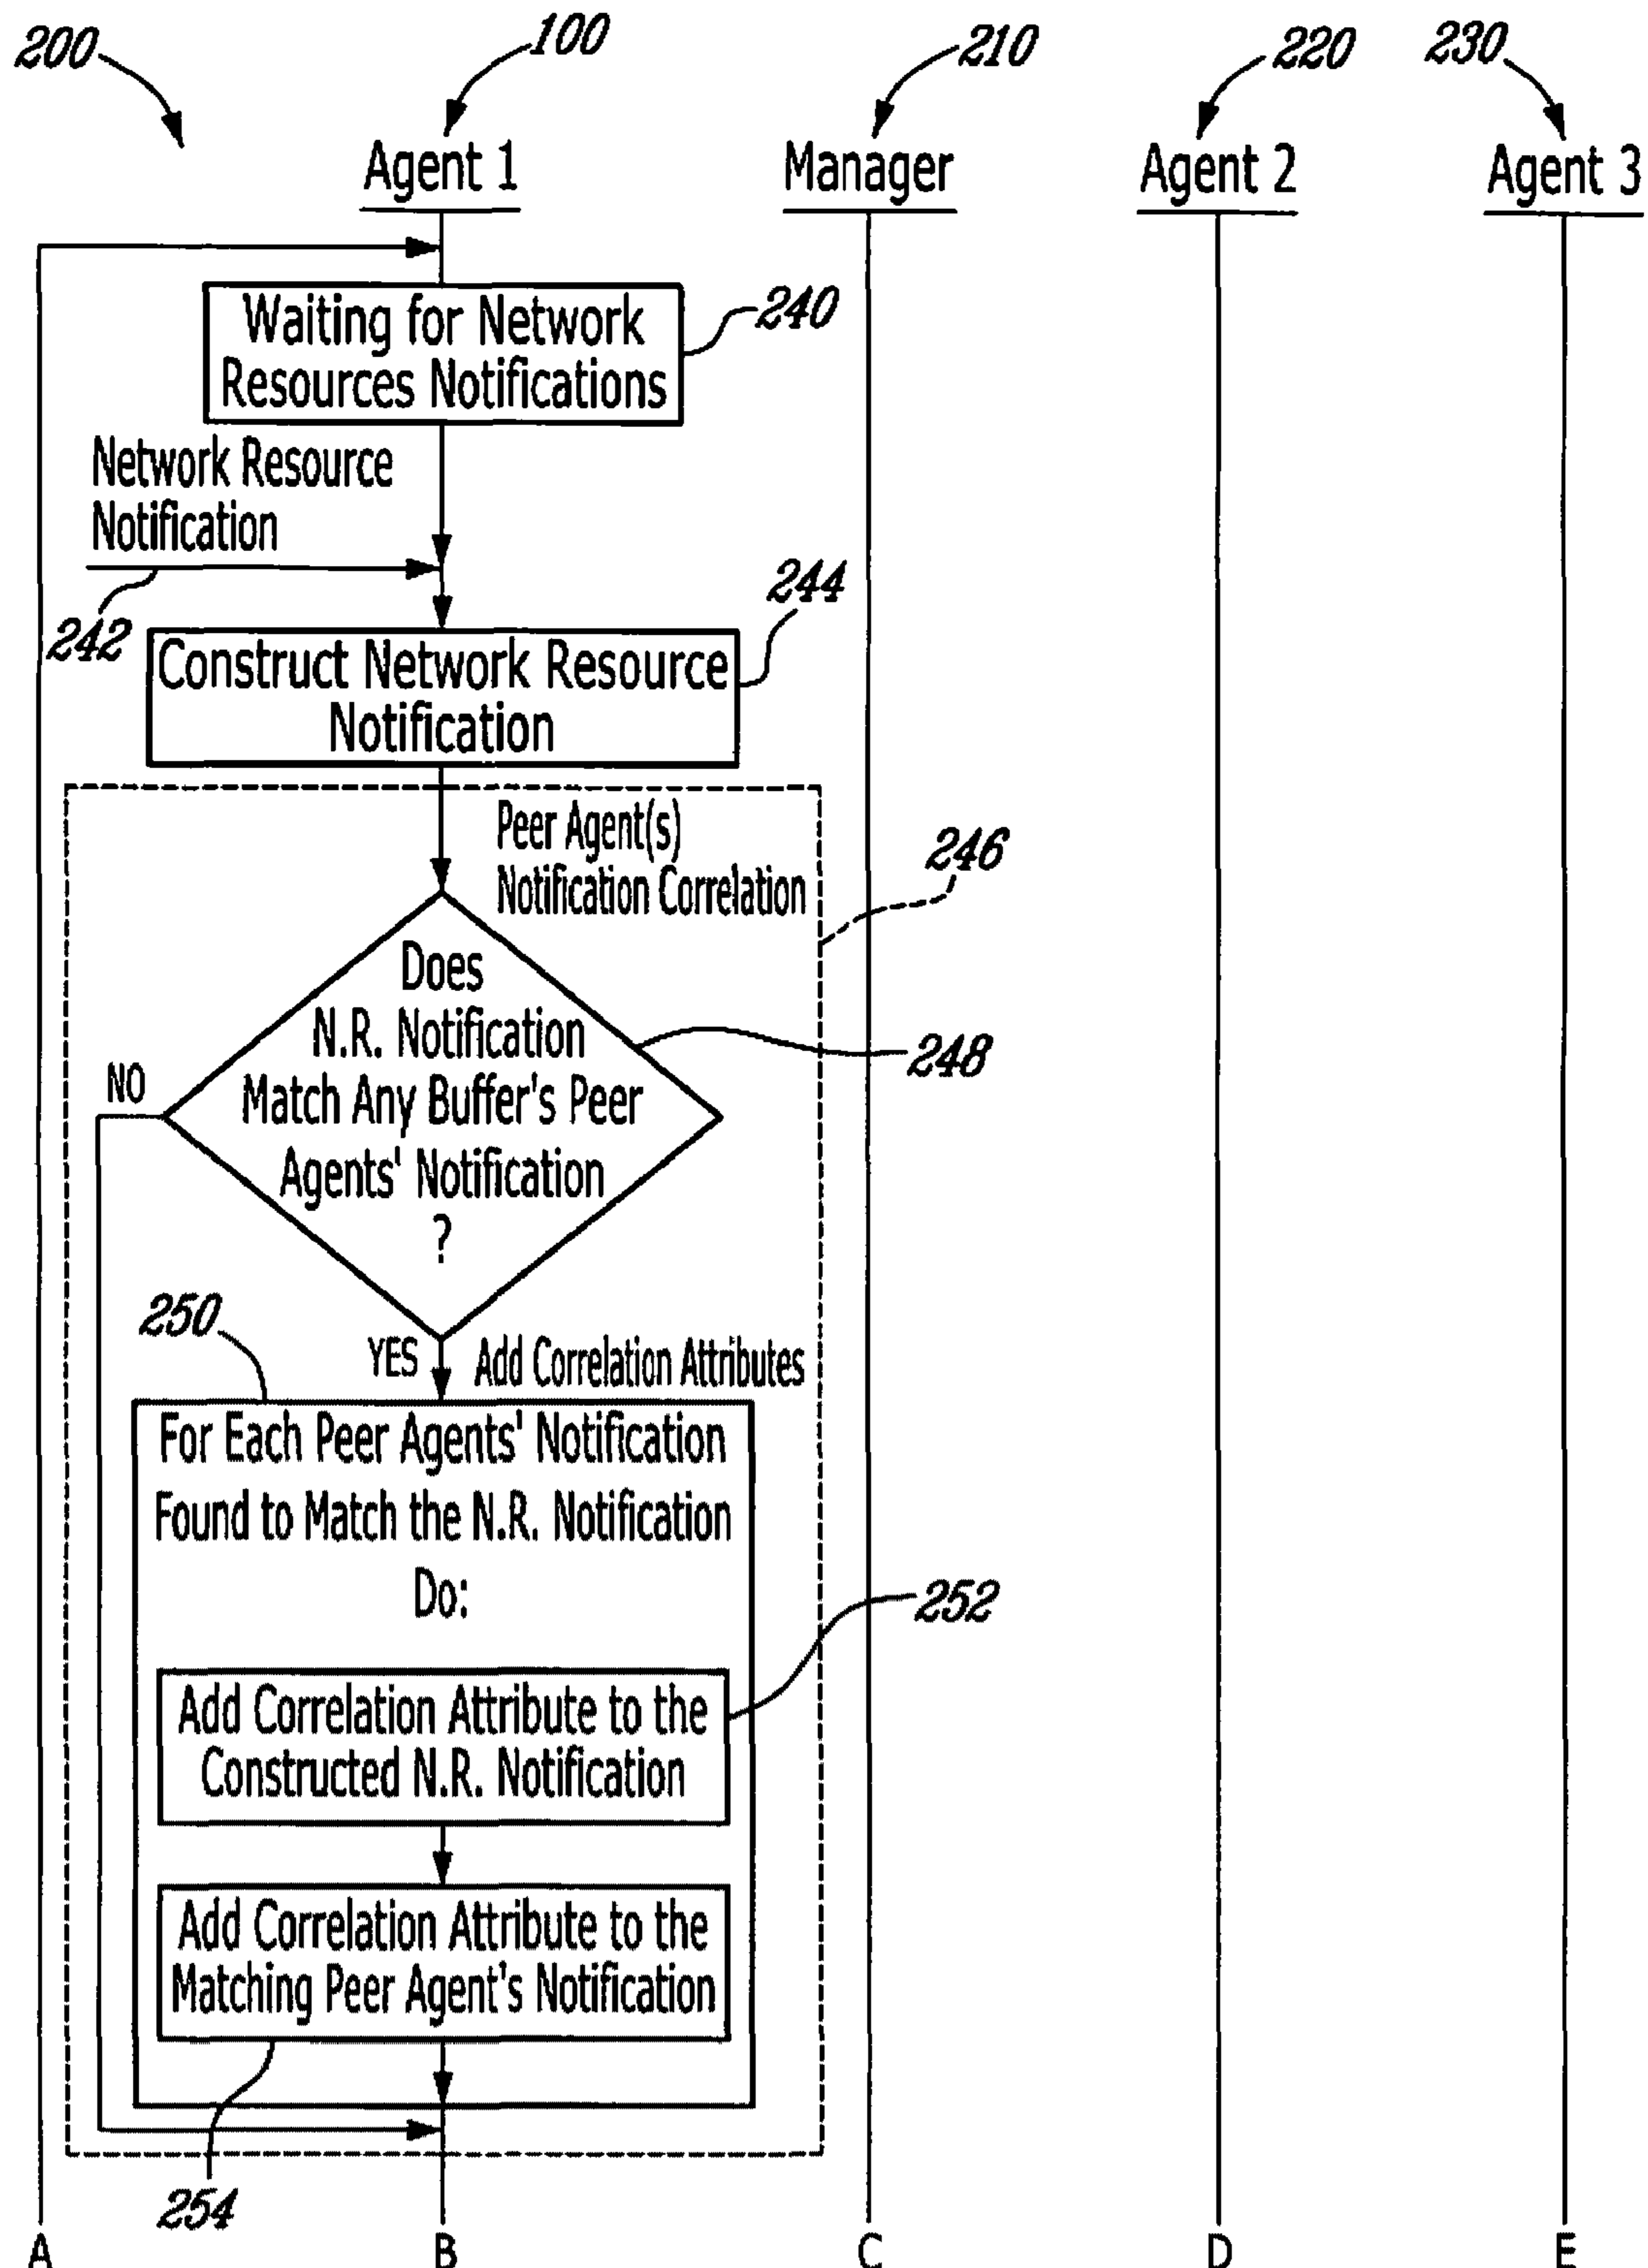 200
100
210
220
230
Agent 1
Manager
Agent 2
Agent 3
Waiting for Network
Resources Notifications
240
Network Resource
Notification
242
244
Construct Network Resource
Notification
Peer Agent(s)
Notification Correlation
246
Does
N.R. Notification
Match Any Buffer's Peer
Agents' Notification
?
248
NO
250
YES
Add Correlation Attributes
For Each Peer Agents' Notification
Found to Match the N.R. Notification
Do:
252
Add Correlation Attribute to the
Constructed N.R. Notification
Add Correlation Attribute to the
Matching Peer Agent's Notification
254
A
B
C
D
E